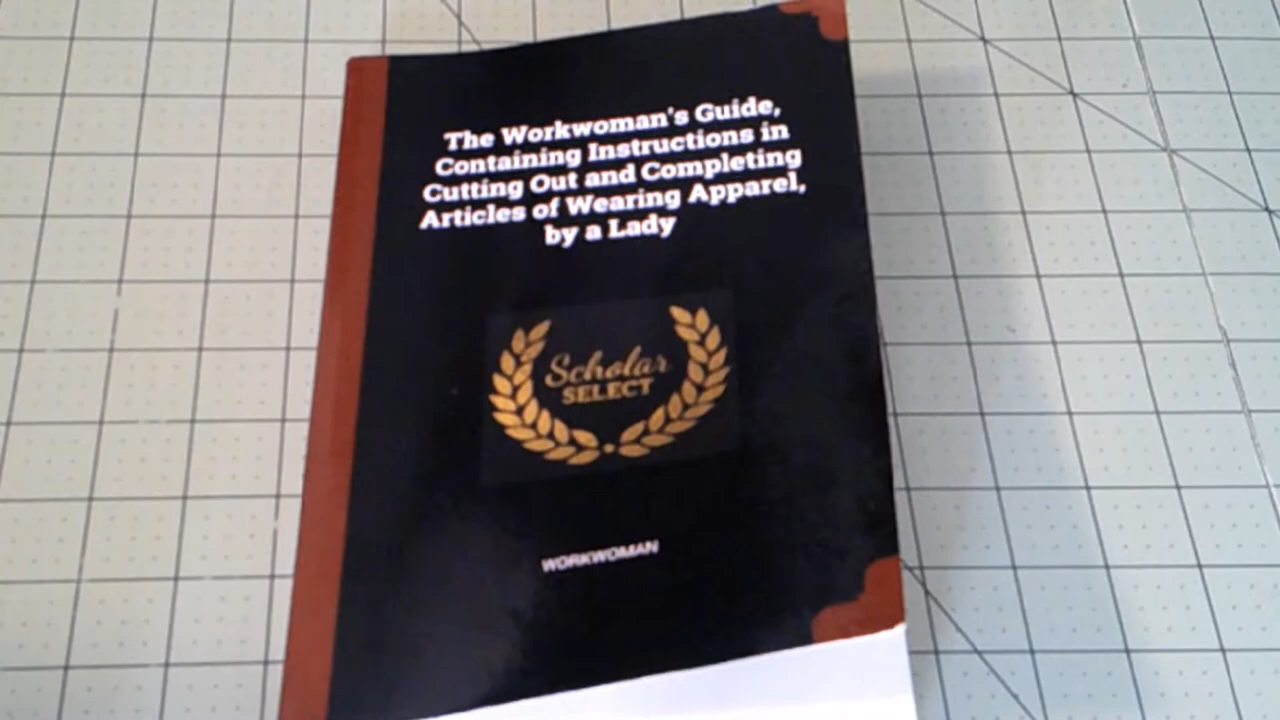 The Workwoman's Guide,
Containing Instructions in
Cutting Out and Completing
Articles of Wearing Apparel,
by a Lady
Scholar
SELECT
WORKWOMAN